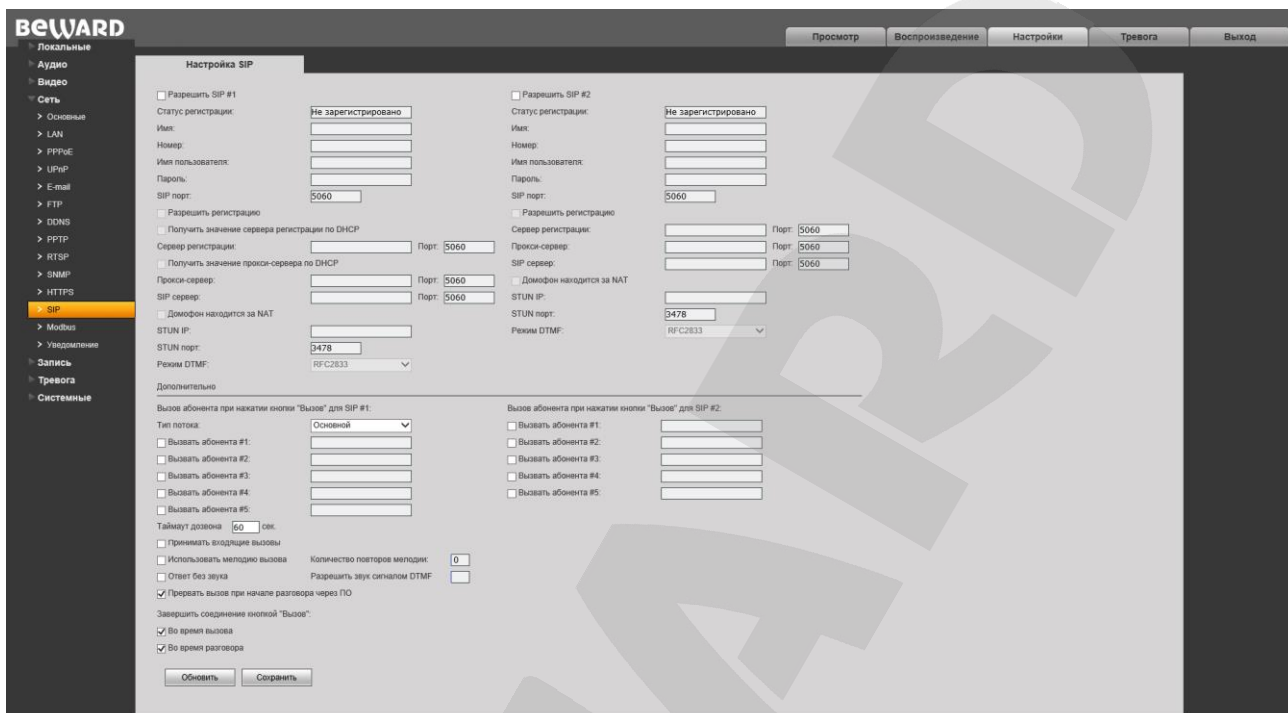 BEWARD
Просмотр Воспроизведение Настройки Тревога Выход
Локальные
Аудио
Видео
Сеть
Основные
LAN
PPPoE
UPnP
E-mail
FTP
DDNS
PPTP
RTSP
SNMP
HTTPS
SIP
Modbus
Уведомление
Запись
Тревога
Системные
Настройка SIP
Разрешить SIP #1
Статус регистрации: Не зарегистрировано
Имя:
Номер:
Имя пользователя:
Пароль:
SIP порт: 5060
Разрешить регистрацию
Получить значение сервера регистрации по DHCP
Сервер регистрации: Порт: 5060
Получить значение прокси-сервера по DHCP
Прокси-сервер: Порт: 5060
SIP сервер: Порт: 5060
Домофон находится за NAT
STUN IP:
STUN порт: 3478
Режим DTMF: RFC2833
Разрешить SIP #2
Статус регистрации: Не зарегистрировано
Имя:
Номер:
Имя пользователя:
Пароль:
SIP порт: 5060
Разрешить регистрацию
Сервер регистрации: Порт: 5060
Прокси-сервер: Порт: 5060
SIP сервер: Порт: 5060
Домофон находится за NAT
STUN IP:
STUN порт: 3478
Режим DTMF: RFC2833
Дополнительно
Вызов абонента при нажатии кнопки "Вызов" для SIP #1:
Тип потока: Основной
Вызвать абонента #1:
Вызвать абонента #2:
Вызвать абонента #3:
Вызвать абонента #4:
Вызвать абонента #5:
Вызов абонента при нажатии кнопки "Вызов" для SIP #2:
Вызвать абонента #1:
Вызвать абонента #2:
Вызвать абонента #3:
Вызвать абонента #4:
Вызвать абонента #5:
Таймаут дозвона 60 сек.
Принимать входящие вызовы
Использовать мелодию вызова Количество повторов мелодии: 0
Ответ без звука Разрешить звук сигналом DTMF
Прервать вызов при начале разговора через ПО
Завершить соединение кнопкой "Вызов":
Во время вызова
Во время разговора
Обновить Сохранить